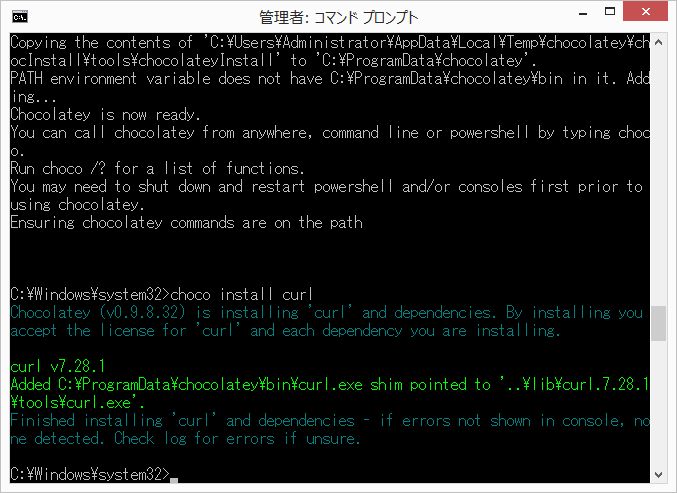 管理者: コマンド プロンプト
Copying the contents of 'C:¥Users¥Administrator¥AppData¥Local¥Temp¥chocolatey¥ch
ocInstall¥tools¥chocolateyInstall' to 'C:¥ProgramData¥chocolatey'.
PATH environment variable does not have C:¥ProgramData¥chocolatey¥bin in it. Add
ing...
Chocolatey is now ready.
You can call chocolatey from anywhere, command line or powershell by typing choc
o.
Run choco /? for a list of functions.
You may need to shut down and restart powershell and/or consoles first prior to
using chocolatey.
Ensuring chocolatey commands are on the path
C:¥Windows¥system32>choco install curl
Chocolatey (v0.9.8.32) is installing 'curl' and dependencies. By installing you
accept the license for 'curl' and each dependency you are installing.
curl v7.28.1
Added C:¥ProgramData¥chocolatey¥bin¥curl.exe shim pointed to '..¥lib¥curl.7.28.1
¥tools¥curl.exe'.
Finished installing 'curl' and dependencies - if errors not shown in console, no
ne detected. Check log for errors if unsure.
C:¥Windows¥system32>